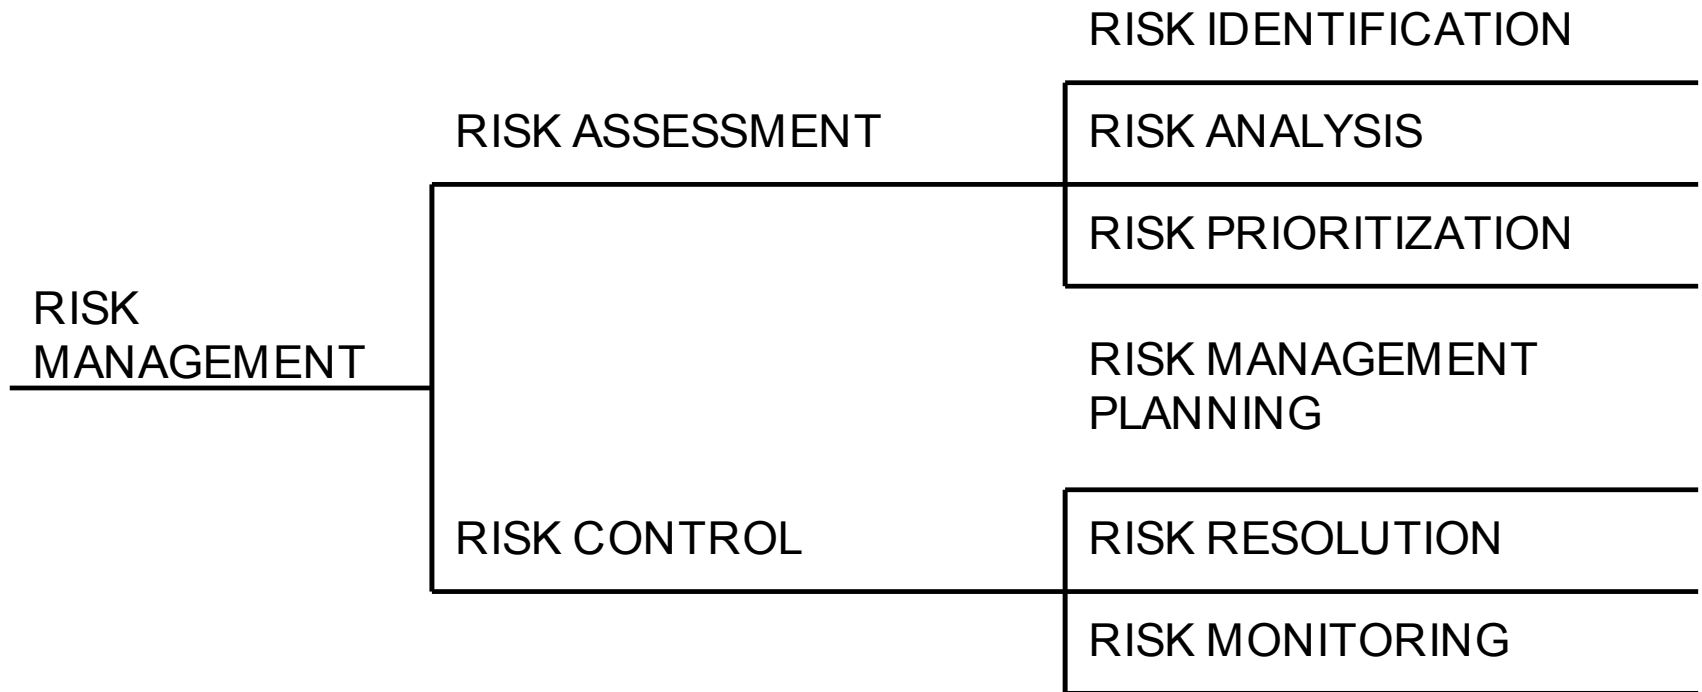 RISK IDENTIFICATION
RISK ASSESSMENT
RISK ANALYSIS
RISK PRIORITIZATION
RISK
MANAGEMENT
RISK MANAGEMENT
PLANNING
RISK CONTROL
RISK RESOLUTION
RISK MONITORING